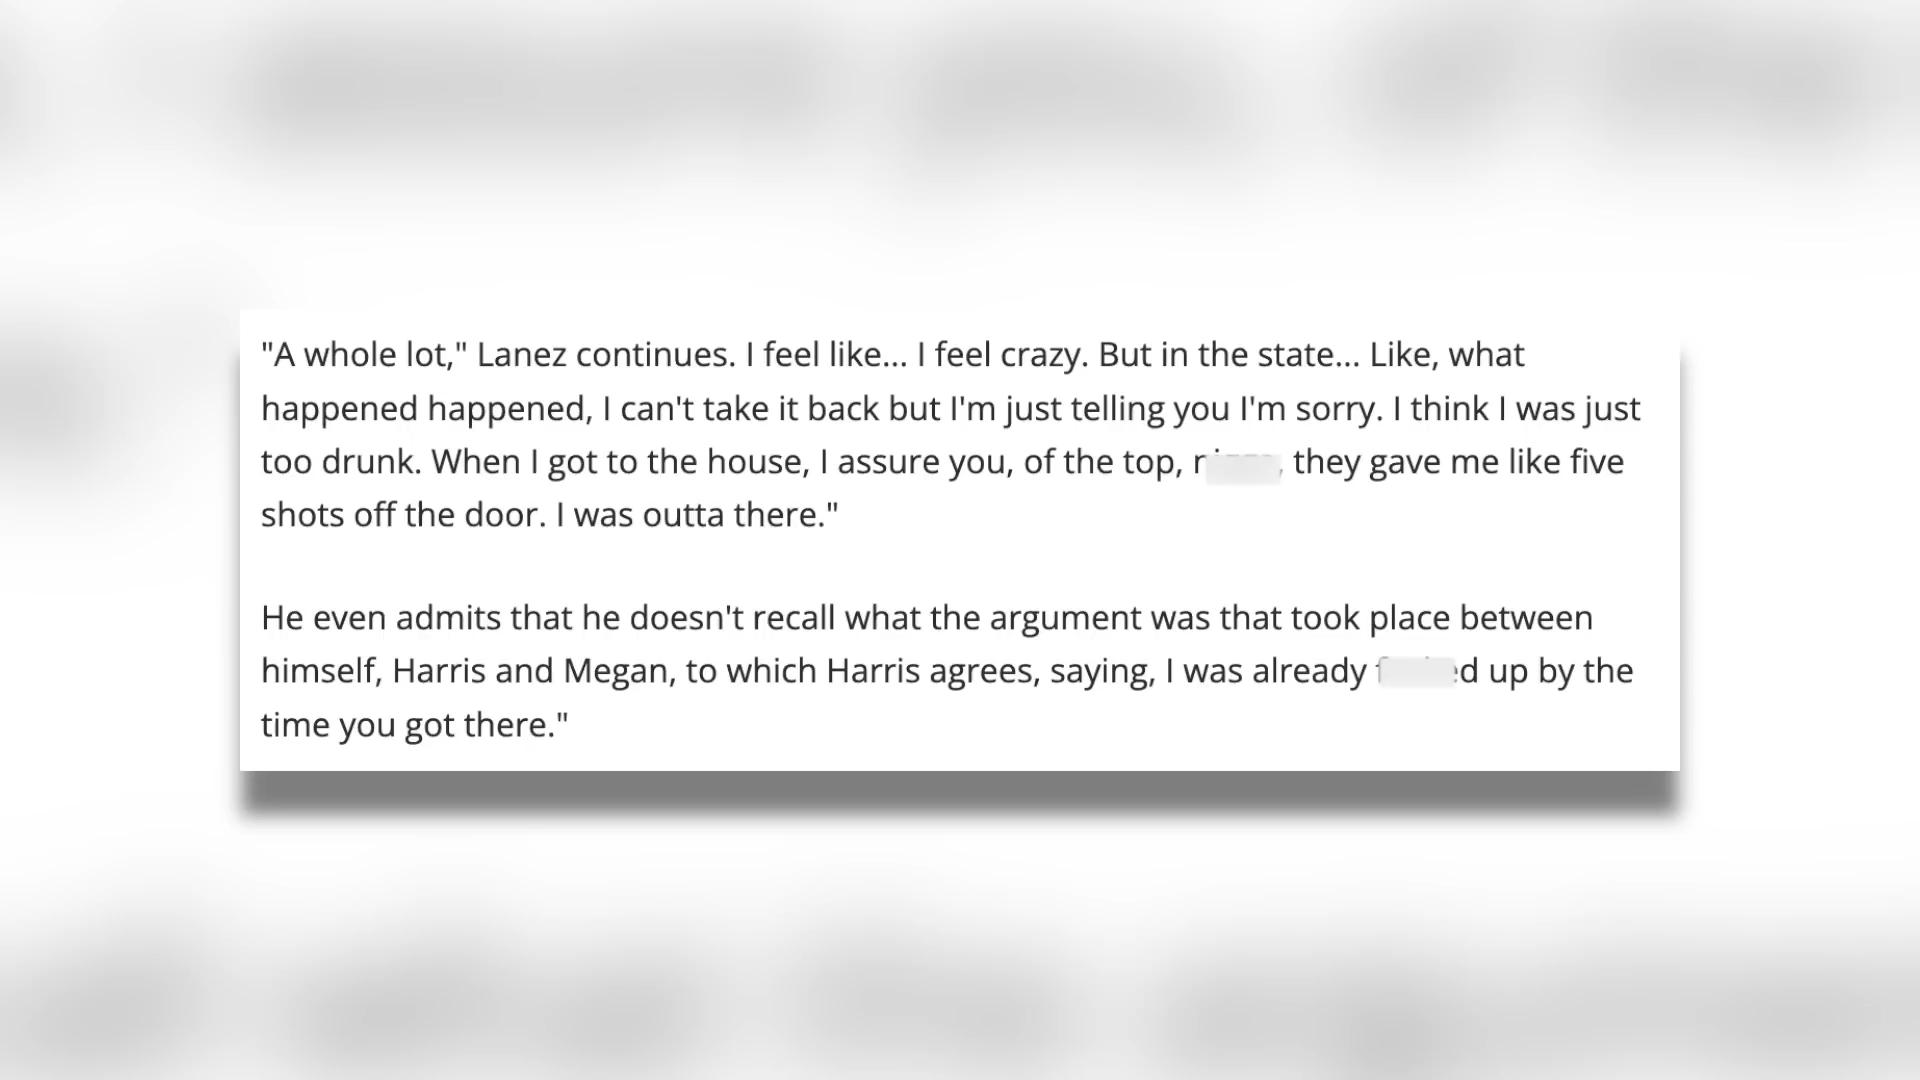 "A whole lot," Lanez continues. I feel like... I feel crazy. But in the state... Like, what
happened happened, I can't take it back but I'm just telling you I'm sorry. I think I was just
too drunk. When I got to the house, I assure you, of the top, they gave me like five
shots off the door. I was outta there."
He even admits that he doesn't recall what the argument was that took place between
himself, Harris and Megan, to which Harris agrees, saying, I was already up by the
time you got there."